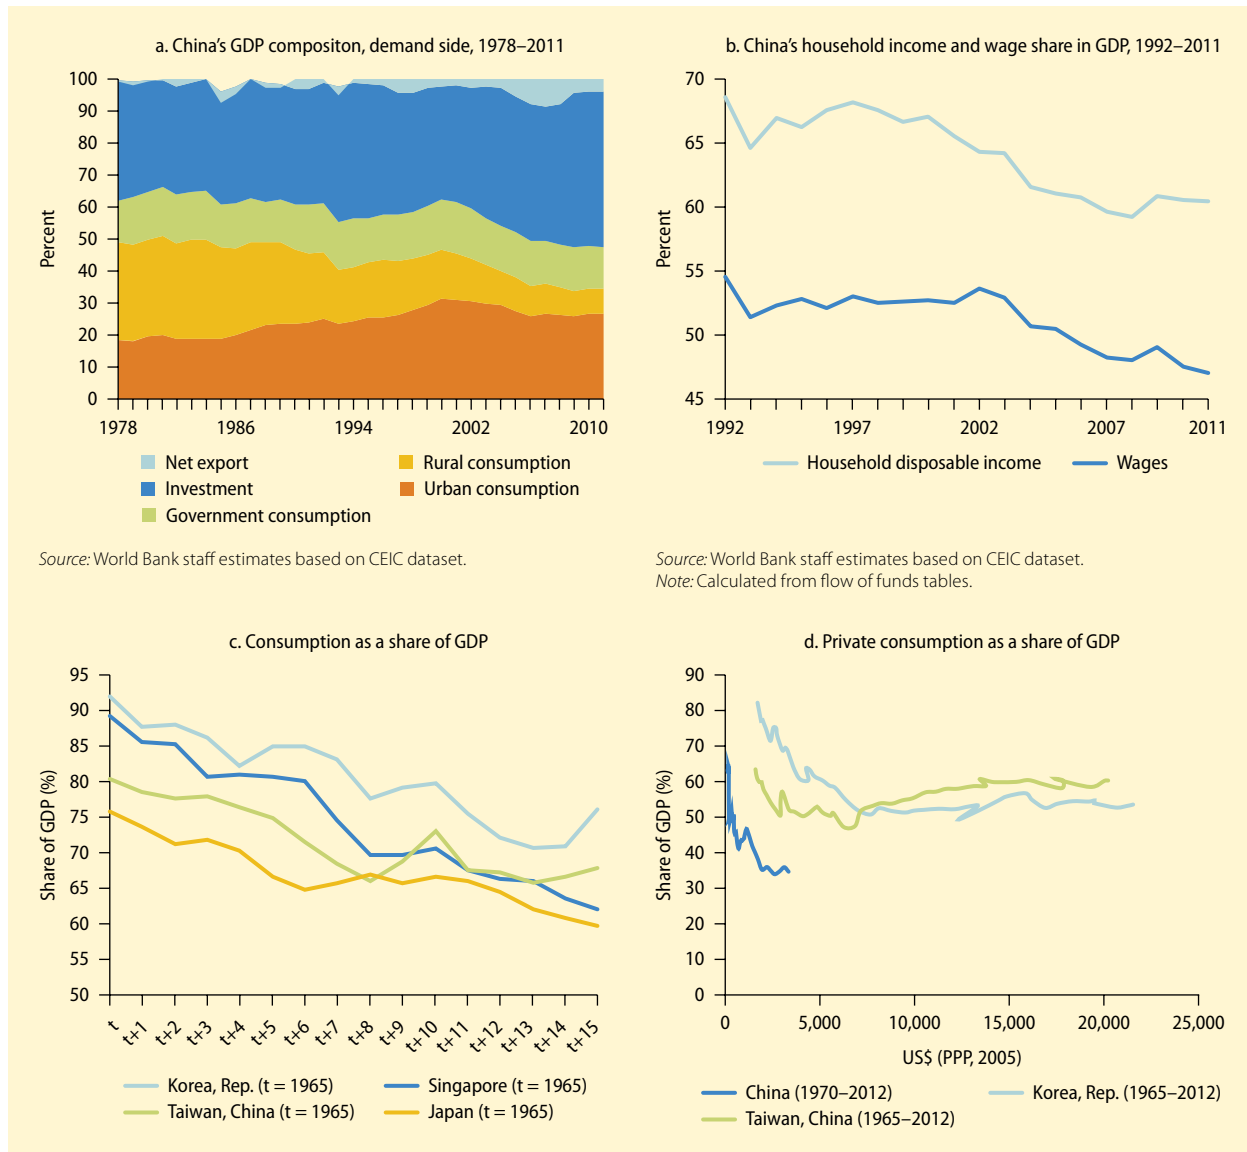 a. China's GDP compositon, demand side, 1978–2011
Percent
100
90
80
70
60
50
40
30
20
10
0
1978 1986 1994 2002 2010
Net export
Investment
Government consumption
Rural consumption
Urban consumption
Source: World Bank staff estimates based on CEIC dataset.
b. China's household income and wage share in GDP, 1992–2011
Percent
70
65
60
55
50
45
1992 1997 2002 2007 2011
Household disposable income Wages
Source: World Bank staff estimates based on CEIC dataset.
Note: Calculated from flow of funds tables.
c. Consumption as a share of GDP
Share of GDP (%)
95
90
85
80
75
70
65
60
55
50
t t+1 t+2 t+3 t+4 t+5 t+6 t+7 t+8 t+9 t+10 t+11 t+12 t+13 t+14 t+15
Korea, Rep. (t = 1965) Singapore (t = 1965)
Taiwan, China (t = 1965) Japan (t = 1965)
d. Private consumption as a share of GDP
Share of GDP (%)
90
80
70
60
50
40
30
20
10
0
0 5,000 10,000 15,000 20,000 25,000
US$ (PPP, 2005)
China (1970–2012) Korea, Rep. (1965–2012)
Taiwan, China (1965–2012)